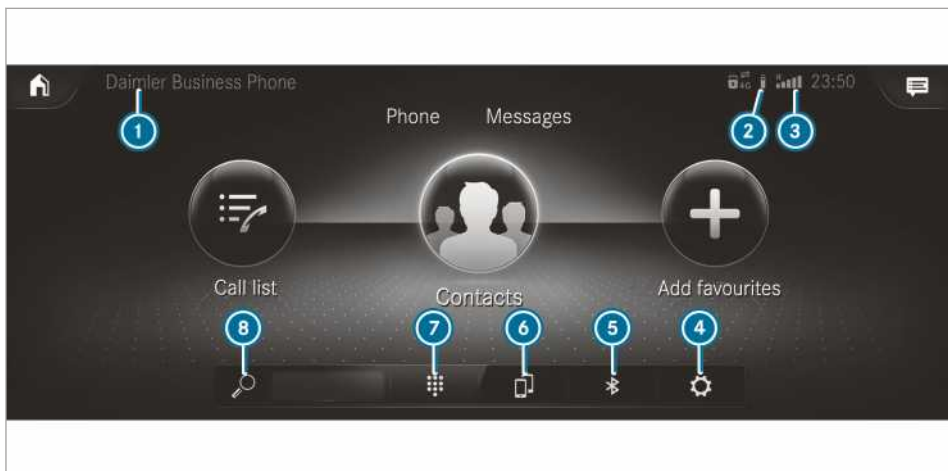 Daimler Business Phone 4G H 23:50
1 2 3
Phone Messages
Call list Contacts Add favourites
8 7 6 5 4